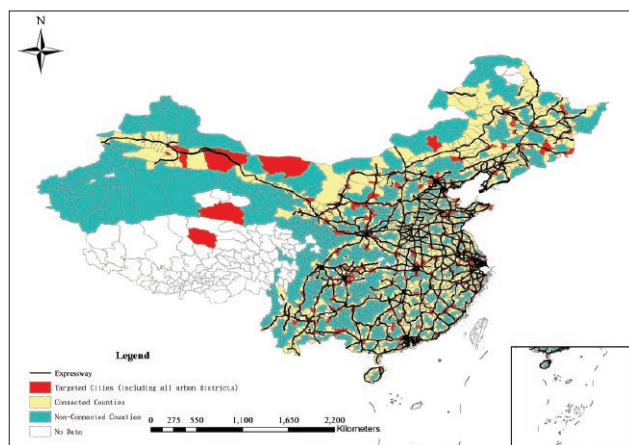 N
Legend
Expressway
Targeted Cities (including all urban districts)
Connected Counties
Non-Connected Counties
No Data
0 275 550 1,100 1,650 2,200
Kilometers